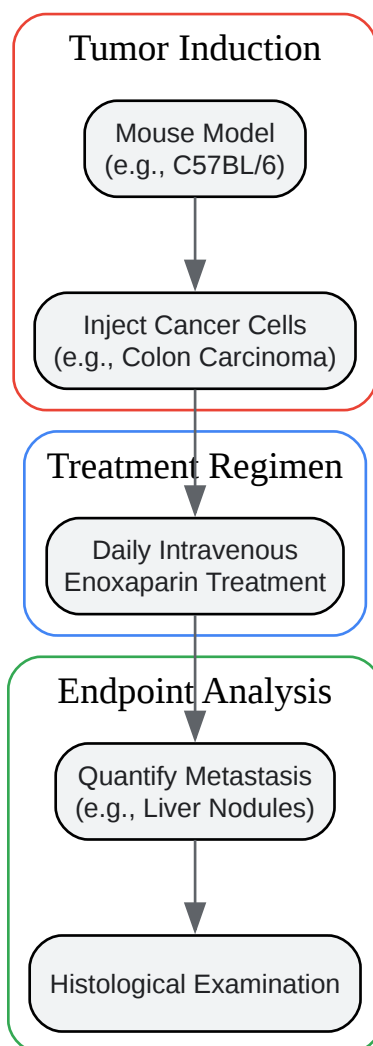 Tumor Induction
Mouse Model
(e.g., C57BL/6)
Inject Cancer Cells
(e.g., Colon Carcinoma)
Treatment Regimen
Daily Intravenous
Enoxaparin Treatment
Endpoint Analysis
Quantify Metastasis
(e.g., Liver Nodules)
Histological Examination